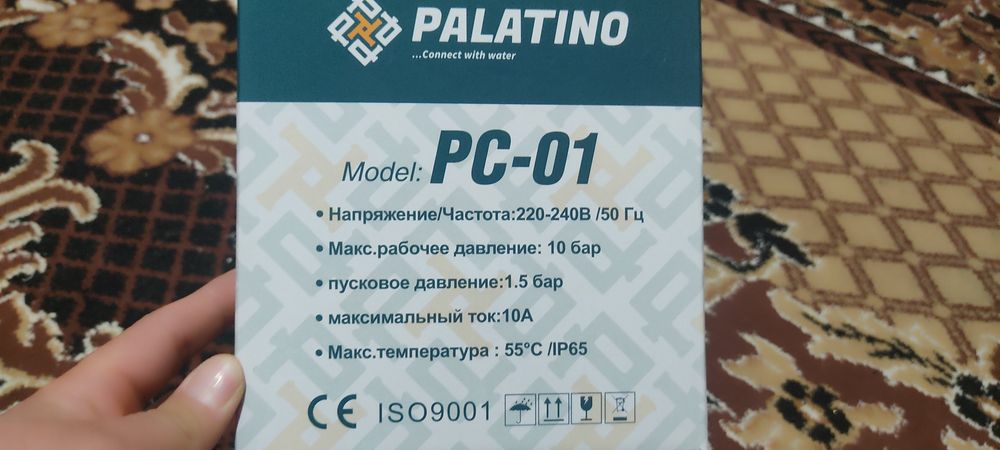 PALATINO
...Connect with water
Model: PC-01
• Напряжение/Частота:220-240В /50 Гц
• Макс.рабочее давление: 10 бар
• пусковое давление:1.5 бар
• максимальный ток:10А
• Макс.температура : 55°C /IP65
CE ISO9001